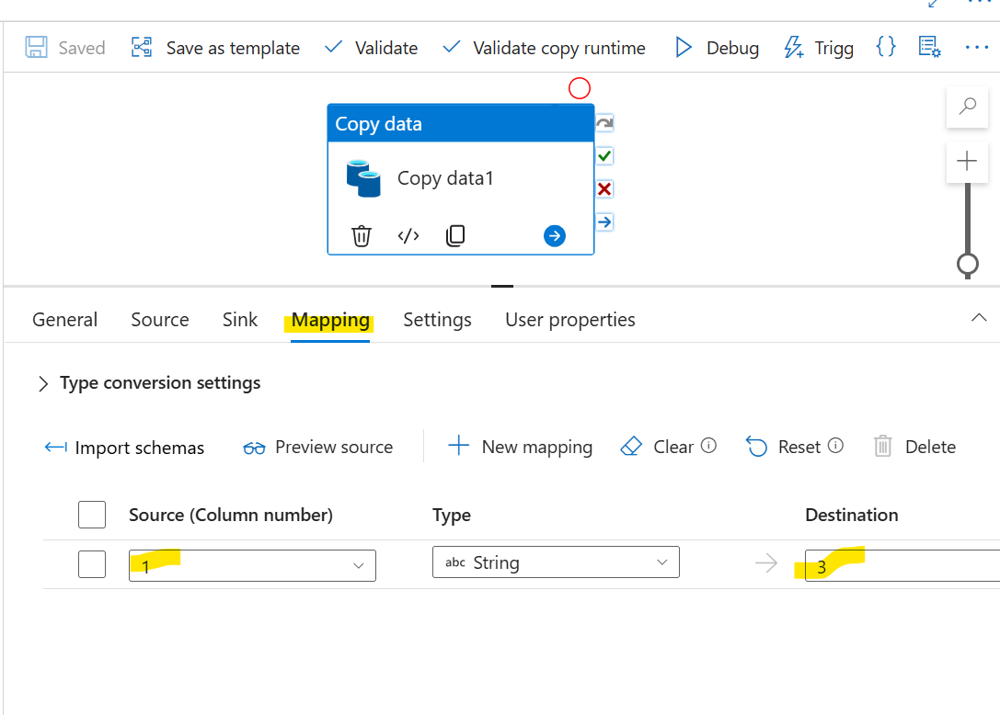 Saved Save as template Validate Validate copy runtime Debug Trigg {} ...
Copy data
Copy data1
</>
General Source Sink Mapping Settings User properties
Type conversion settings
Import schemas Preview source New mapping Clear Reset Delete
Source (Column number) Type Destination
1 abc String 3